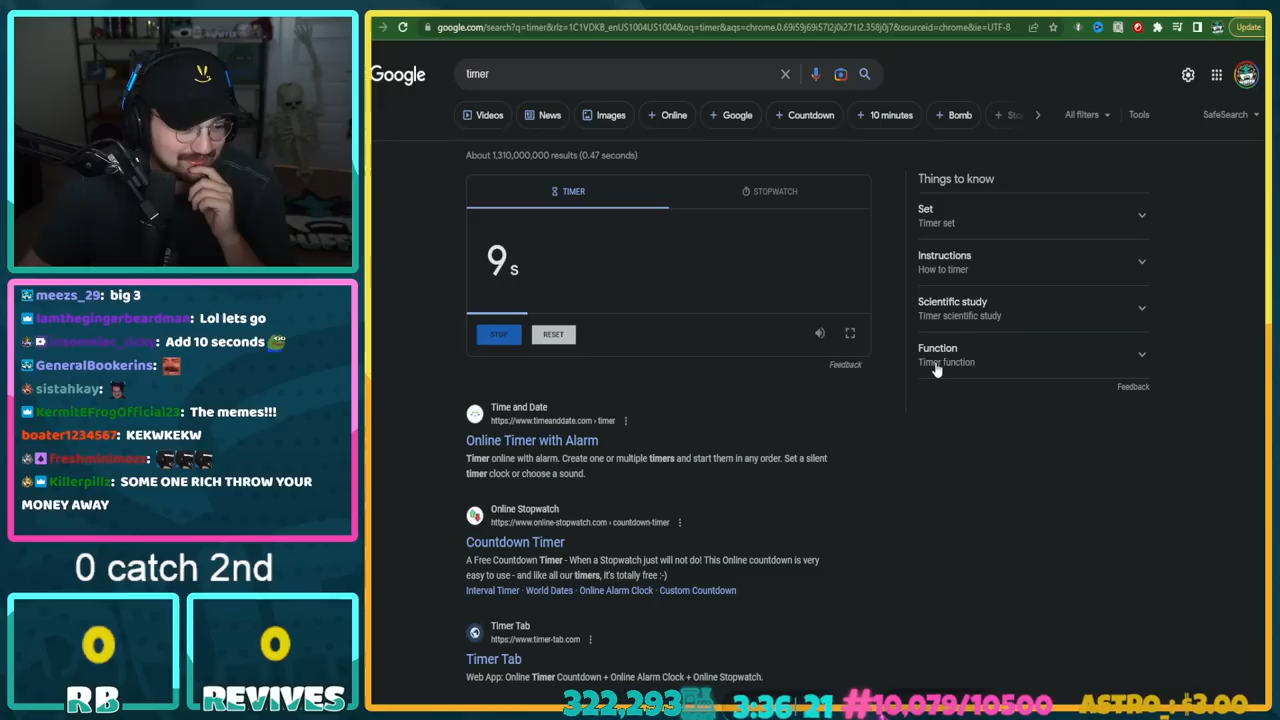 google.com/search?q=timer&rlz=1C1VDKB_enUS1004US1004&oq=timer&aqs=chrome.0.69i59j69i57l2j0i271l2.358j0j7&sourceid=chrome&ie=UTF-8
Update
Google
timer
Videos
News
Images
Online
Google
Countdown
10 minutes
Bomb
All filters
Tools
SafeSearch
About 1,310,000,000 results (0.47 seconds)
TIMER
STOPWATCH
9s
STOP
RESET
Feedback
Things to know
Set
Timer set
Instructions
How to timer
Scientific study
Timer scientific study
Function
Timer function
Feedback
Time and Date
https://www.timeanddate.com › timer
Online Timer with Alarm
Timer online with alarm. Create one or multiple timers and start them in any order. Set a silent
timer clock or choose a sound.
Online Stopwatch
https://www.online-stopwatch.com › countdown-timer
Countdown Timer
A Free Countdown Timer - When a Stopwatch just will not do! This Online countdown is very
easy to use - and like all our timers, it's totally free :-)
Interval Timer · World Dates · Online Alarm Clock · Custom Countdown
Timer Tab
https://www.timer-tab.com
Timer Tab
Web App: Online Timer Countdown + Online Alarm Clock + Online Stopwatch.
meezs_29: big 3
Iamthegingerbeardman: Lol lets go
Add 10 seconds
GeneralBookerins:
sistahkay:
KermitEFrogOfficial23: The memes!!!
boater1234567: KEKWKEKW
freshminimozs:
Killerpillz: SOME ONE RICH THROW YOUR
MONEY AWAY
0 catch 2nd
0
RB
0
REVIVES
322,293
3:36:21
#10,079/10500
ASTRO_: $3.00